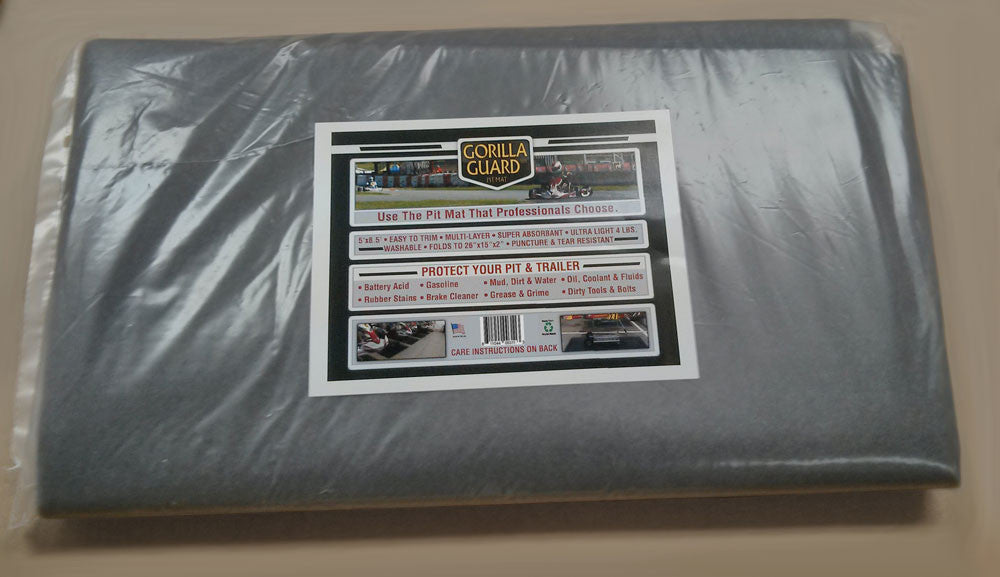 GORILLA
GUARD
PIT MAT
Use The Pit Mat That Professionals Choose.
5'x8.5' • EASY TO TRIM • MULTI-LAYER • SUPER ABSORBANT • ULTRA LIGHT 4 LBS.
WASHABLE • FOLDS TO 26"x15"x2" • PUNCTURE & TEAR RESISTANT
PROTECT YOUR PIT & TRAILER
• Battery Acid • Gasoline • Mud, Dirt & Water • Oil, Coolant & Fluids
• Rubber Stains • Brake Cleaner • Grease & Grime • Dirty Tools & Bolts
CARE INSTRUCTIONS ON BACK